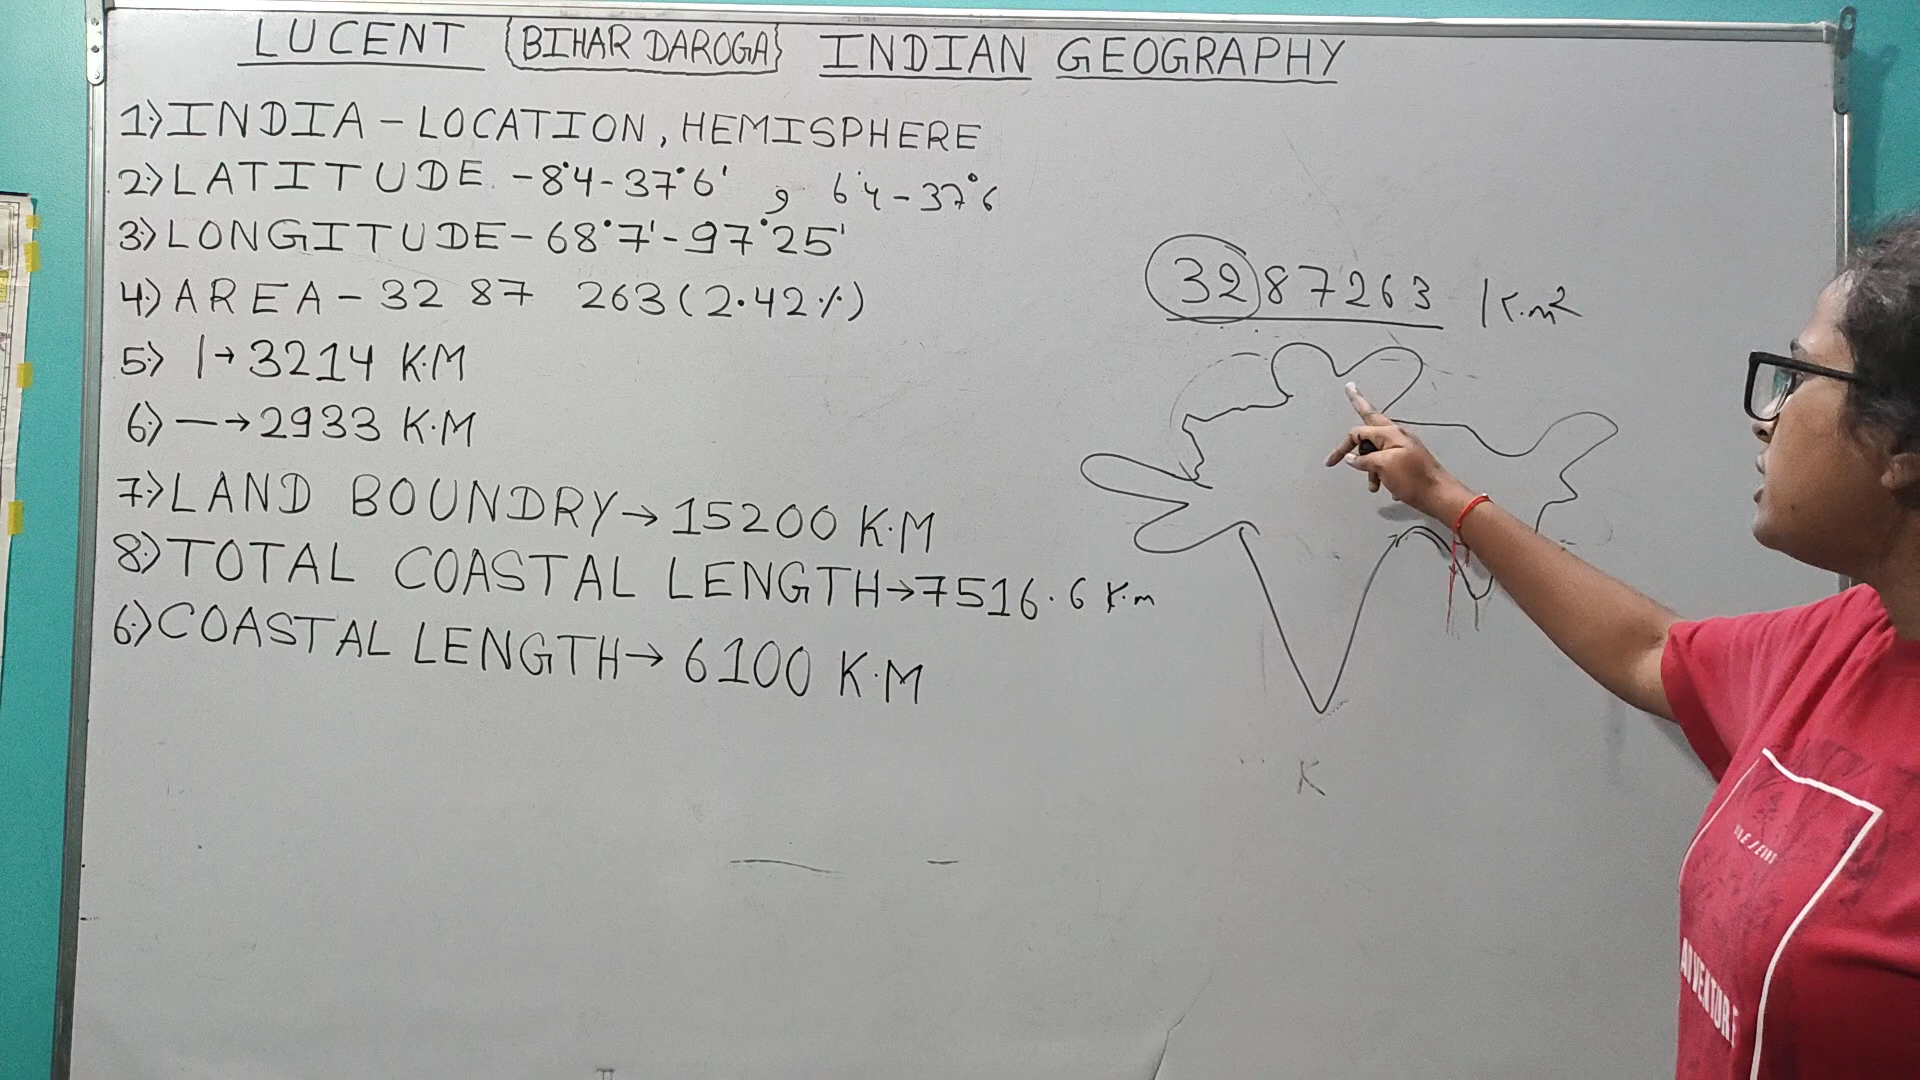 LUCENT {BIHAR DAROGA} INDIAN GEOGRAPHY
1) INDIA - LOCATION, HEMISPHERE
2) LATITUDE - 8°4 - 37°6' , 6°4 - 37°6
3) LONGITUDE - 68°7' - 97°25'
4) AREA - 32 87 263 (2.42%)
5) | → 3214 K.M
6) — → 2933 K.M
7) LAND BOUNDRY → 15200 K.M
8) TOTAL COASTAL LENGTH → 7516.6 K.m
6) COASTAL LENGTH → 6100 K.M
3287263 K.m²
K
ADVENTURE